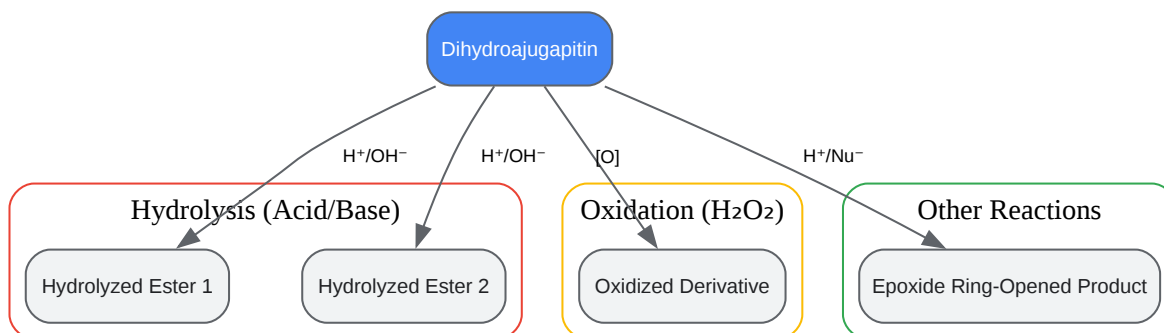 Dihydroajugapitin
H⁺/OH⁻
H⁺/OH⁻
[O]
H⁺/Nu⁻
Hydrolysis (Acid/Base)
Oxidation (H₂O₂)
Other Reactions
Hydrolyzed Ester 1
Hydrolyzed Ester 2
Oxidized Derivative
Epoxide Ring-Opened Product